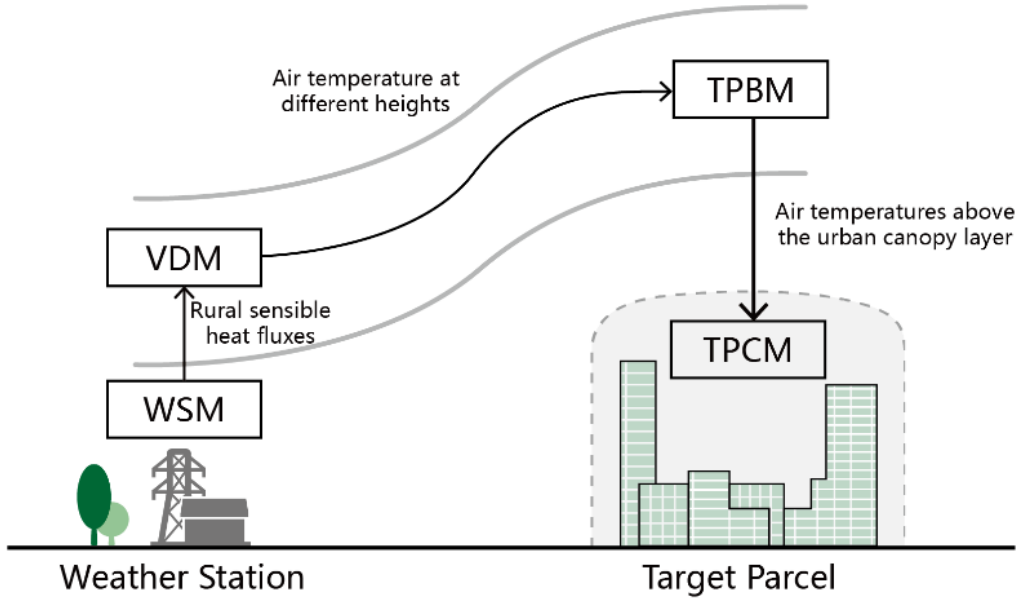 Air temperature at
different heights
TPBM
Air temperatures above
the urban canopy layer
VDM
Rural sensible
heat fluxes
TPCM
WSM
Weather Station
Target Parcel